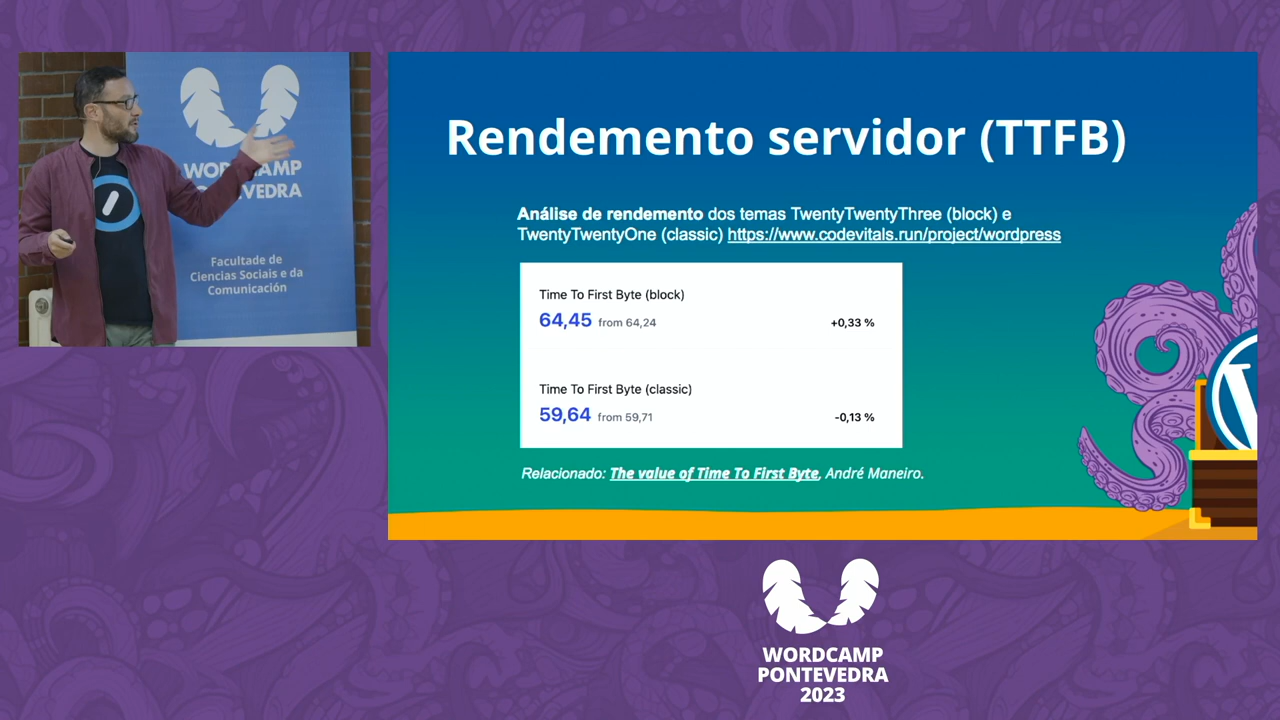 WORDCAMP
PONTEVEDRA
Facultade de
Ciencias Sociais e da
Comunicación
Rendemento servidor (TTFB)
Análise de rendemento dos temas TwentyTwentyThree (block) e
TwentyTwentyOne (classic) https://www.codevitals.run/project/wordpress
Time To First Byte (block)
64,45 from 64,24 +0,33 %
Time To First Byte (classic)
59,64 from 59,71 -0,13 %
Relacionado: The value of Time To First Byte, André Maneiro.
WORDCAMP
PONTEVEDRA
2023